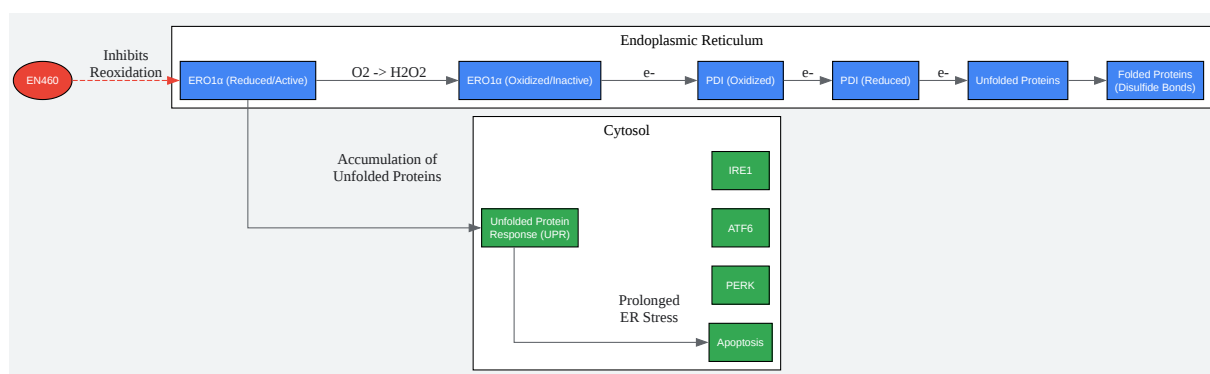 Endoplasmic Reticulum
Inhibits
Reoxidation
EN460
ERO1α (Reduced/Active)
O2 -> H2O2
ERO1α (Oxidized/Inactive)
e-
PDI (Oxidized)
e-
PDI (Reduced)
e-
Unfolded Proteins
Folded Proteins
(Disulfide Bonds)
Cytosol
Accumulation of
Unfolded Proteins
IRE1
Unfolded Protein
Response (UPR)
ATF6
PERK
Prolonged
ER Stress
Apoptosis